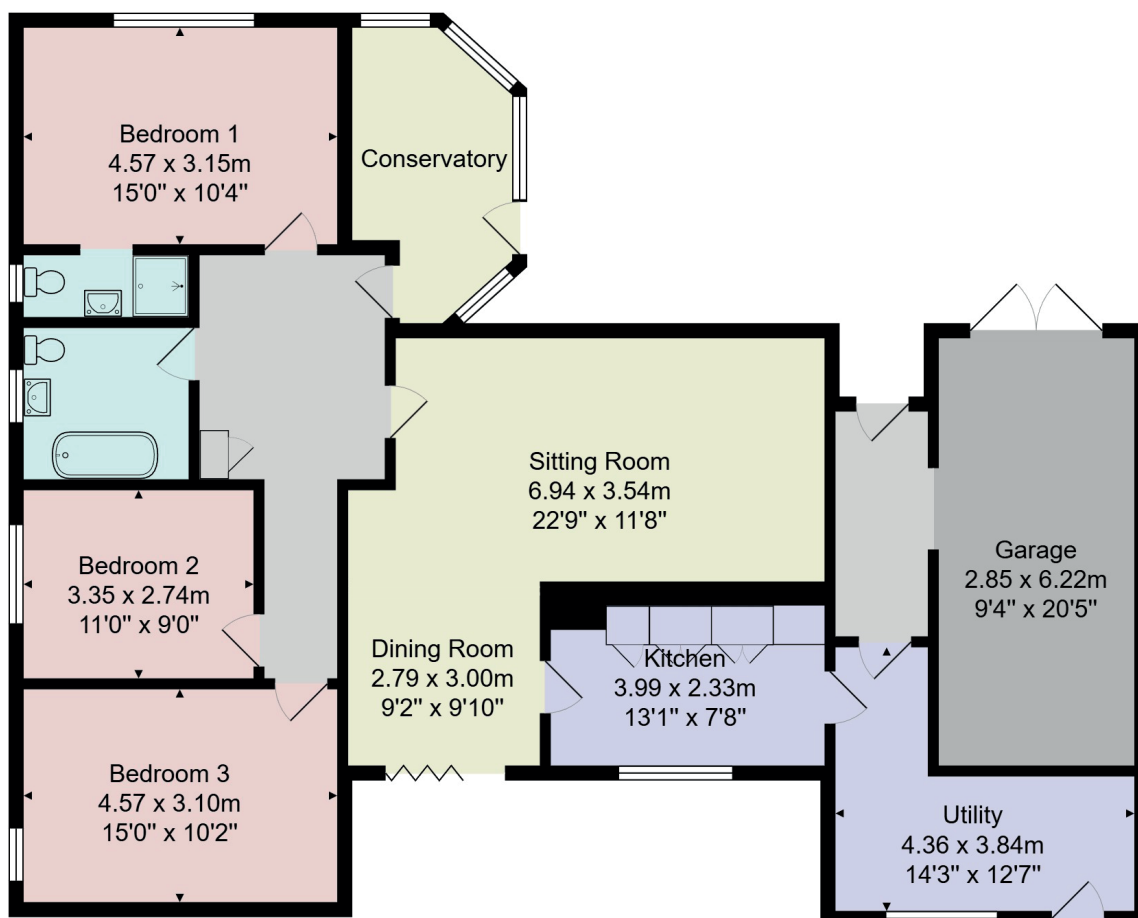 Bedroom 1
4.57 x 3.15m
15'0" x 10'4"
Conservatory
Sitting Room
6.94 x 3.54m
22'9" x 11'8"
Bedroom 2
3.35 x 2.74m
11'0" x 9'0"
Garage
2.85 x 6.22m
9'4" x 20'5"
Dining Room
2.79 x 3.00m
9'2" x 9'10"
Kitchen
3.99 x 2.33m
13'1" x 7'8"
Bedroom 3
4.57 x 3.10m
15'0" x 10'2"
Utility
4.36 x 3.84m
14'3" x 12'7"